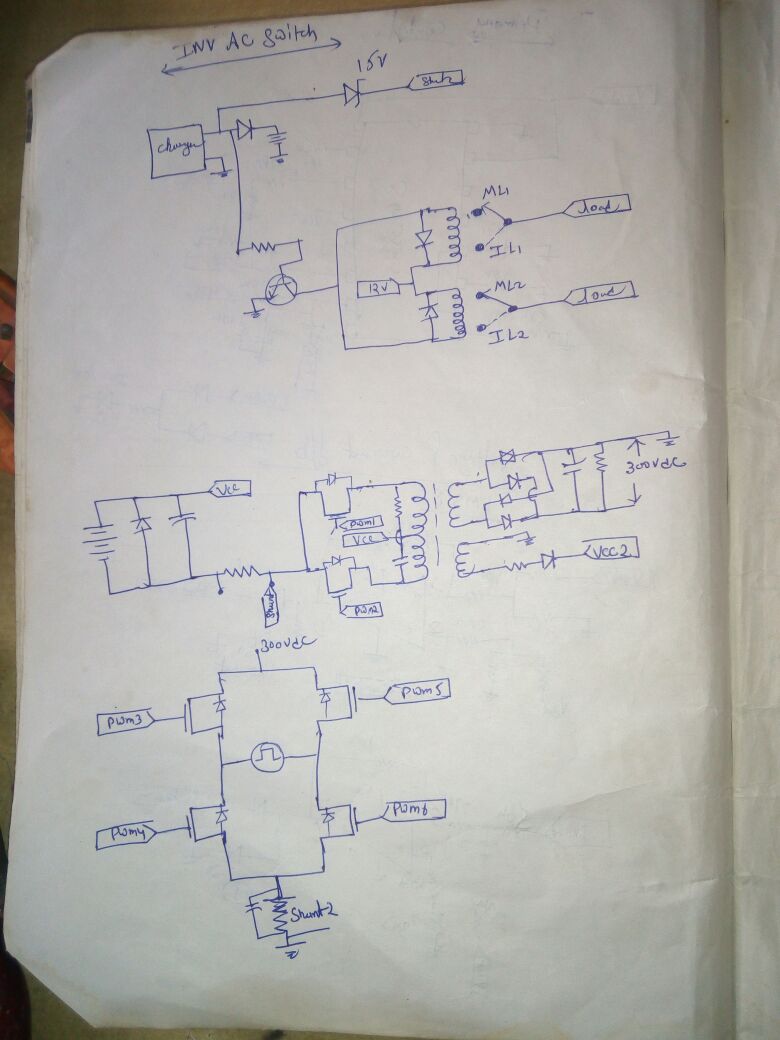 INV AC Switch
15V
charger
ML1
load
IL1
12V
ML2
load
IL2
Vcc
PWM1
Vcc
PWM2
Shunt
300vdc
VCC2
300vdc
PWM3
PWM5
PWM4
PWM6
Shunt2